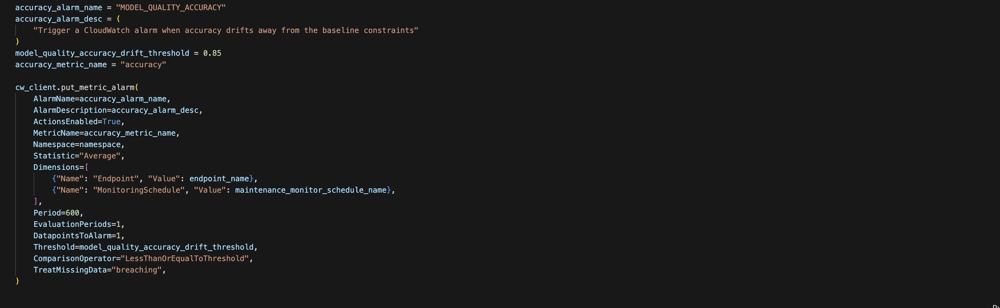 accuracy_alarm_name = "MODEL_QUALITY_ACCURACY"
accuracy_alarm_desc = (
    "Trigger a CloudWatch alarm when accuracy drifts away from the baseline constraints"
)
model_quality_accuracy_drift_threshold = 0.85
accuracy_metric_name = "accuracy"

cw_client.put_metric_alarm(
    AlarmName=accuracy_alarm_name,
    AlarmDescription=accuracy_alarm_desc,
    ActionsEnabled=True,
    MetricName=accuracy_metric_name,
    Namespace=namespace,
    Statistic="Average",
    Dimensions=[
        {"Name": "Endpoint", "Value": endpoint_name},
        {"Name": "MonitoringSchedule", "Value": maintenance_monitor_schedule_name},
    ],
    Period=600,
    EvaluationPeriods=1,
    DatapointsToAlarm=1,
    Threshold=model_quality_accuracy_drift_threshold,
    ComparisonOperator="LessThanOrEqualToThreshold",
    TreatMissingData="breaching",
)